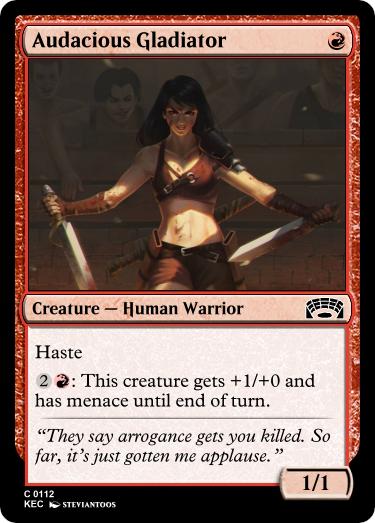 Audacious Gladiator
Creature — Human Warrior
Haste
2 : This creature gets +1/+0 and
has menace until end of turn.
“They say arrogance gets you killed. So
far, it’s just gotten me applause.”
1/1
C 0112
KEC STEVIANTOOS